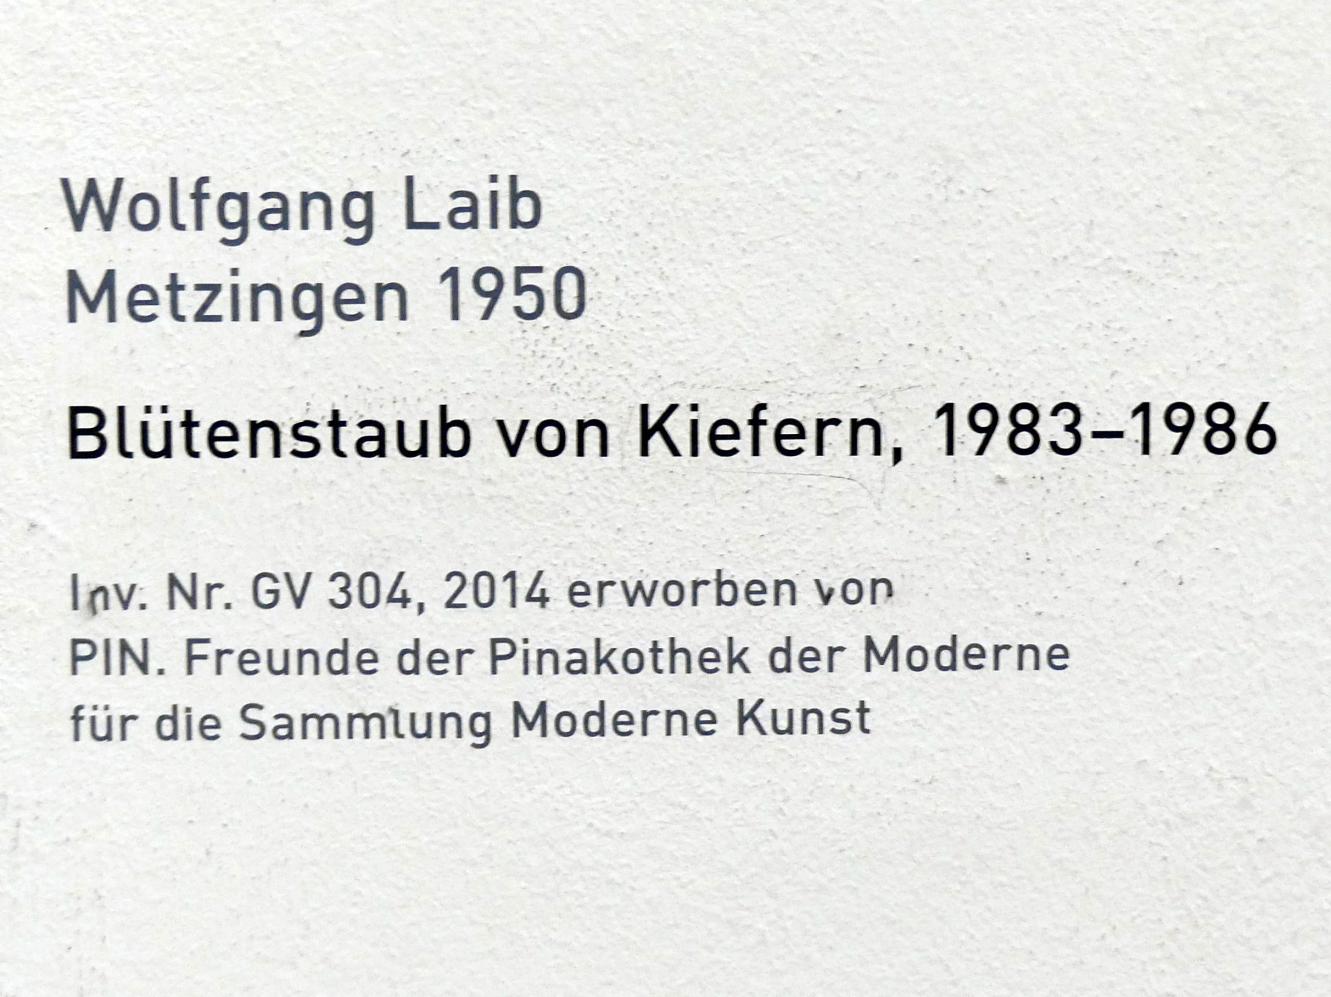 Wolfgang Laib
Metzingen 1950
Blütenstaub von Kiefern, 1983–1986
Inv. Nr. GV 304, 2014 erworben von
PIN. Freunde der Pinakothek der Moderne
für die Sammlung Moderne Kunst